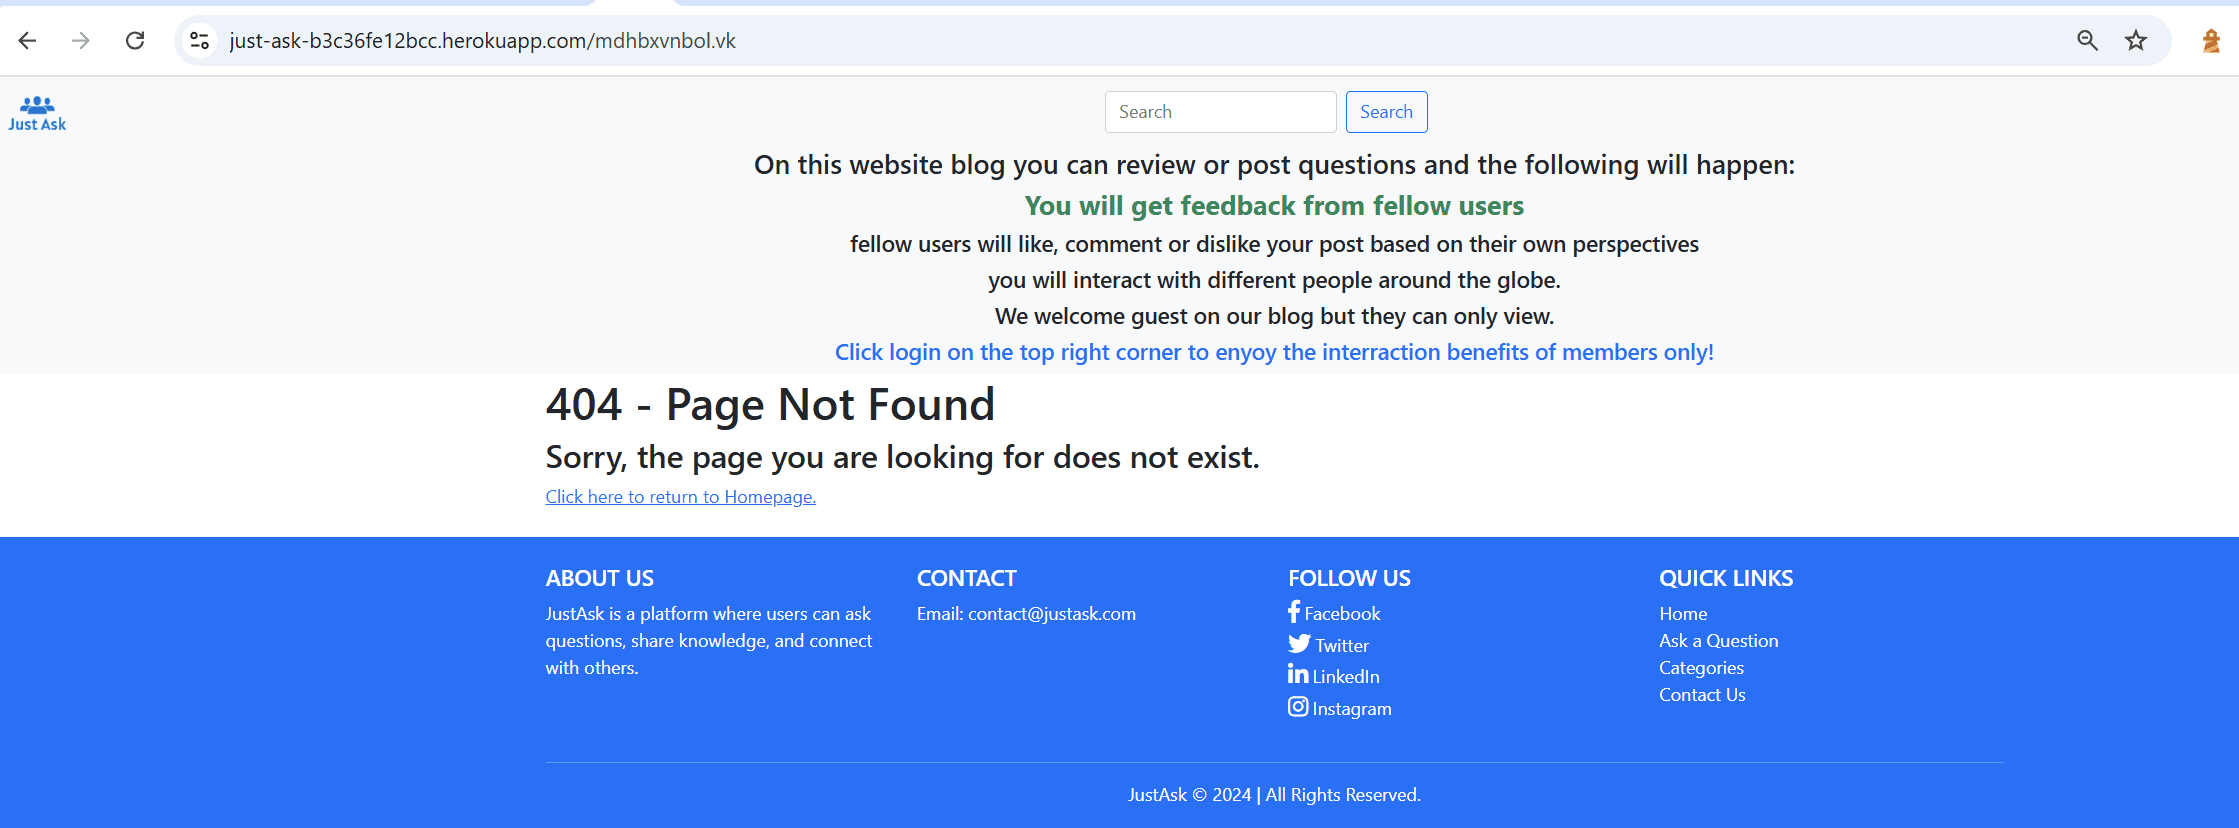 just-ask-b3c36fe12bcc.herokuapp.com/mdhbxvnbol.vk
Just Ask
Search
Search
On this website blog you can review or post questions and the following will happen:
You will get feedback from fellow users
fellow users will like, comment or dislike your post based on their own perspectives
you will interact with different people around the globe.
We welcome guest on our blog but they can only view.
Click login on the top right corner to enyoy the interraction benefits of members only!
404 - Page Not Found
Sorry, the page you are looking for does not exist.
Click here to return to Homepage.
ABOUT US
JustAsk is a platform where users can ask
questions, share knowledge, and connect
with others.
CONTACT
Email: contact@justask.com
FOLLOW US
Facebook
Twitter
LinkedIn
Instagram
QUICK LINKS
Home
Ask a Question
Categories
Contact Us
JustAsk © 2024 | All Rights Reserved.